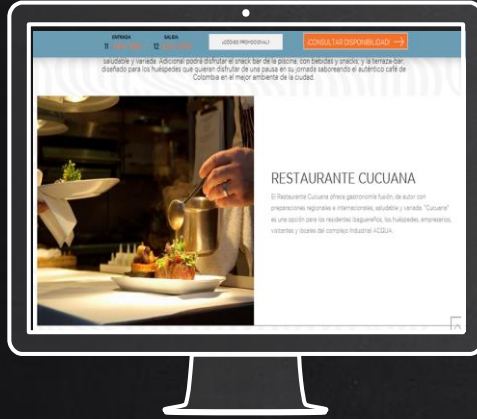 ENTRADA
SALIDA
11
12
¿CÓDIGO PROMOCIONAL?
¡CONSULTAR DISPONIBILIDAD!
saludable y variada. Adicional podrá disfrutar el snack bar de la piscina, con bebidas y snacks, y la terraza-bar,
diseñado para los huéspedes que quieran disfrutar de una pausa en su jornada saboreando el auténtico café de
Colombia en el mejor ambiente de la ciudad.
RESTAURANTE CUCUANA
El Restaurante Cucuana ofrece gastronomía fusión, de autor con
preparaciones regionales e internacionales, saludable y variada. "Cucuana"
es una opción para los residentes ibaguereños, los huéspedes, empresarios,
visitantes y locales del complejo Industrial ACQUA.